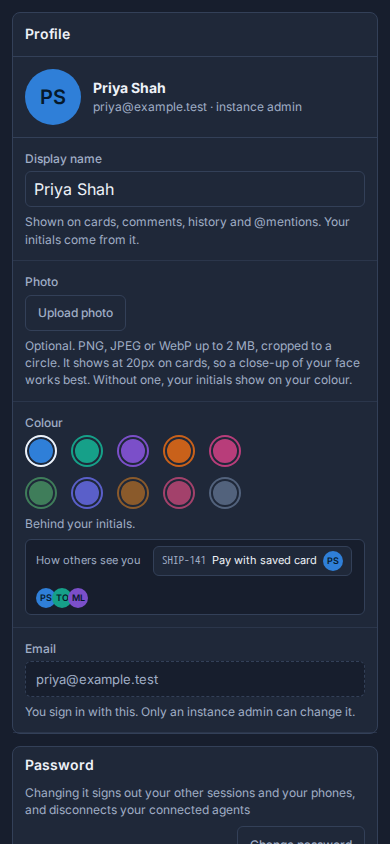 Profile
PS
Priya Shah
priya@example.test · instance admin
Display name
Priya Shah
Shown on cards, comments, history and @mentions. Your
initials come from it.
Photo
Upload photo
Optional. PNG, JPEG or WebP up to 2 MB, cropped to a
circle. It shows at 20px on cards, so a close-up of your face
works best. Without one, your initials show on your colour.
Colour
Behind your initials.
How others see you SHIP-141 Pay with saved card PS
PS TO ML
Email
priya@example.test
You sign in with this. Only an instance admin can change it.
Password
Changing it signs out your other sessions and your phones,
and disconnects your connected agents
Change password